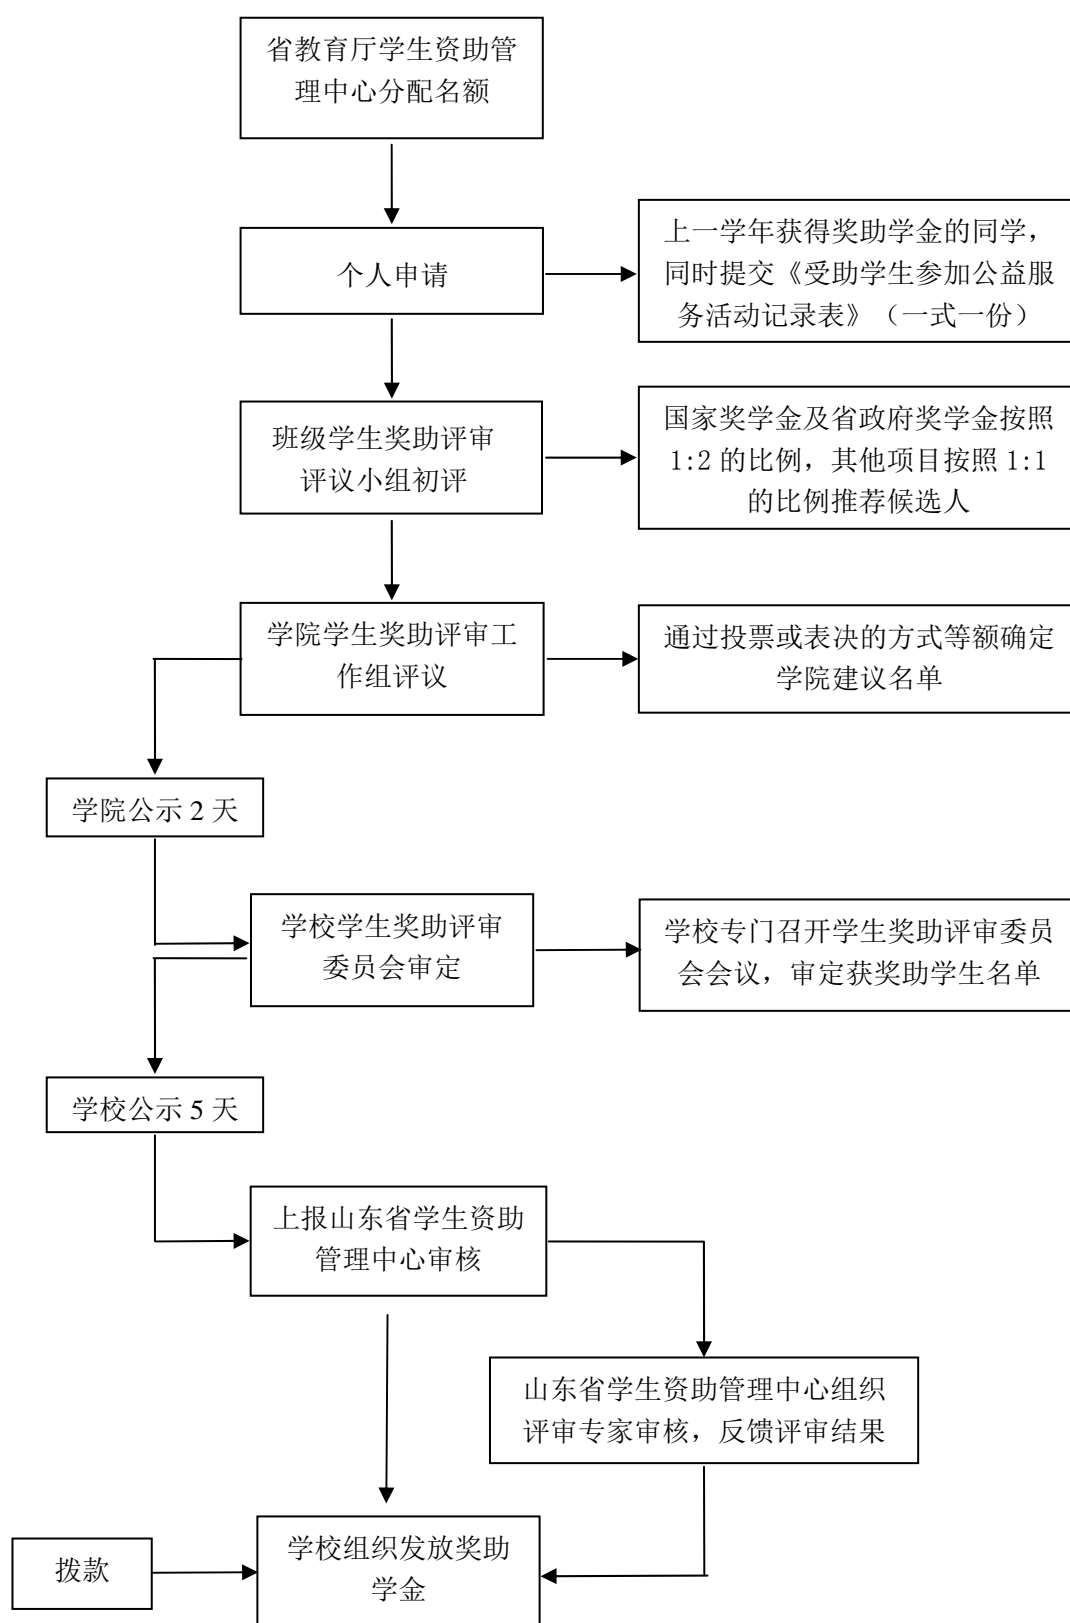 省教育厅学生资助管
理中心分配名额
个人申请
上一学年获得奖助学金的同学，
同时提交《受助学生参加公益服
务活动记录表》（一式一份）
班级学生奖助评审
评议小组初评
国家奖学金及省政府奖学金按照
1:2 的比例，其他项目按照 1:1
的比例推荐候选人
学院学生奖助评审工
作组评议
通过投票或表决的方式等额确定
学院建议名单
学院公示 2 天
学校学生奖助评审
委员会审定
学校专门召开学生奖助评审委员
会会议，审定获奖助学生名单
学校公示 5 天
上报山东省学生资助
管理中心审核
山东省学生资助管理中心组织
评审专家审核，反馈评审结果
拨款
学校组织发放奖助
学金